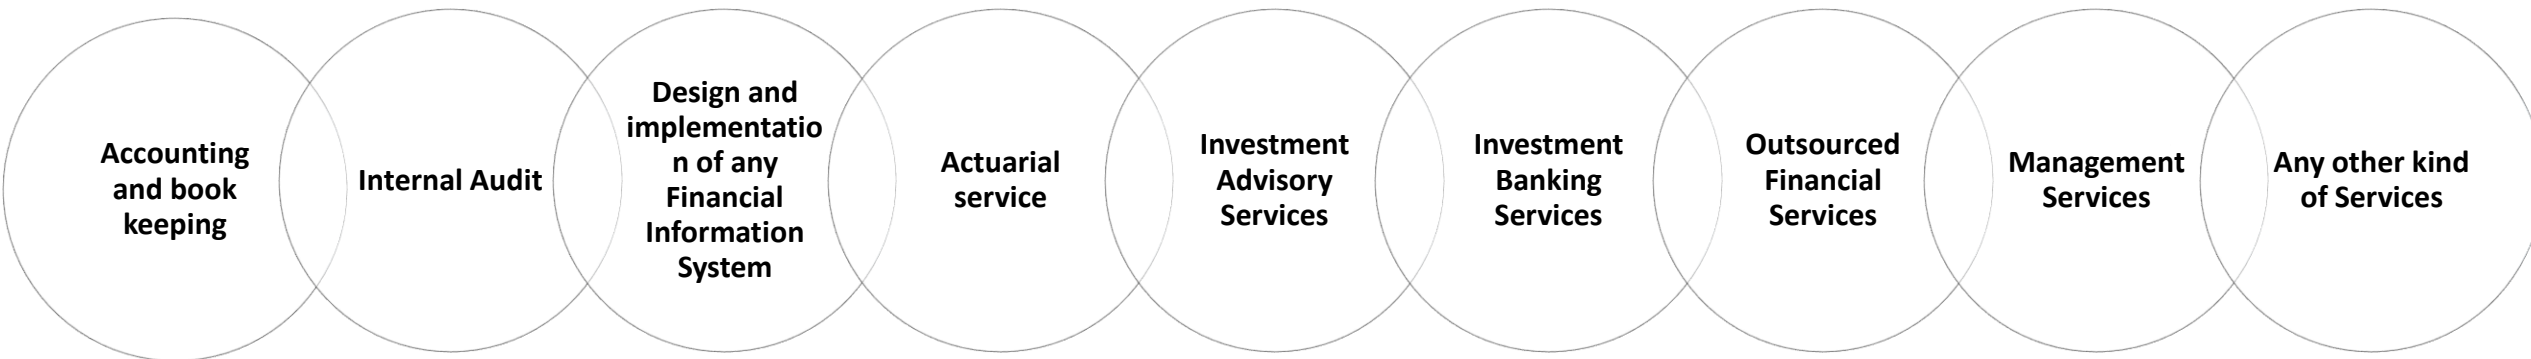 Accounting
and book
keeping
Internal Audit
Design and
implementatio
n of any
Financial
Information
System
Actuarial
service
Investment
Advisory
Services
Investment
Banking
Services
Outsourced
Financial
Services
Management
Services
Any other kind
of Services